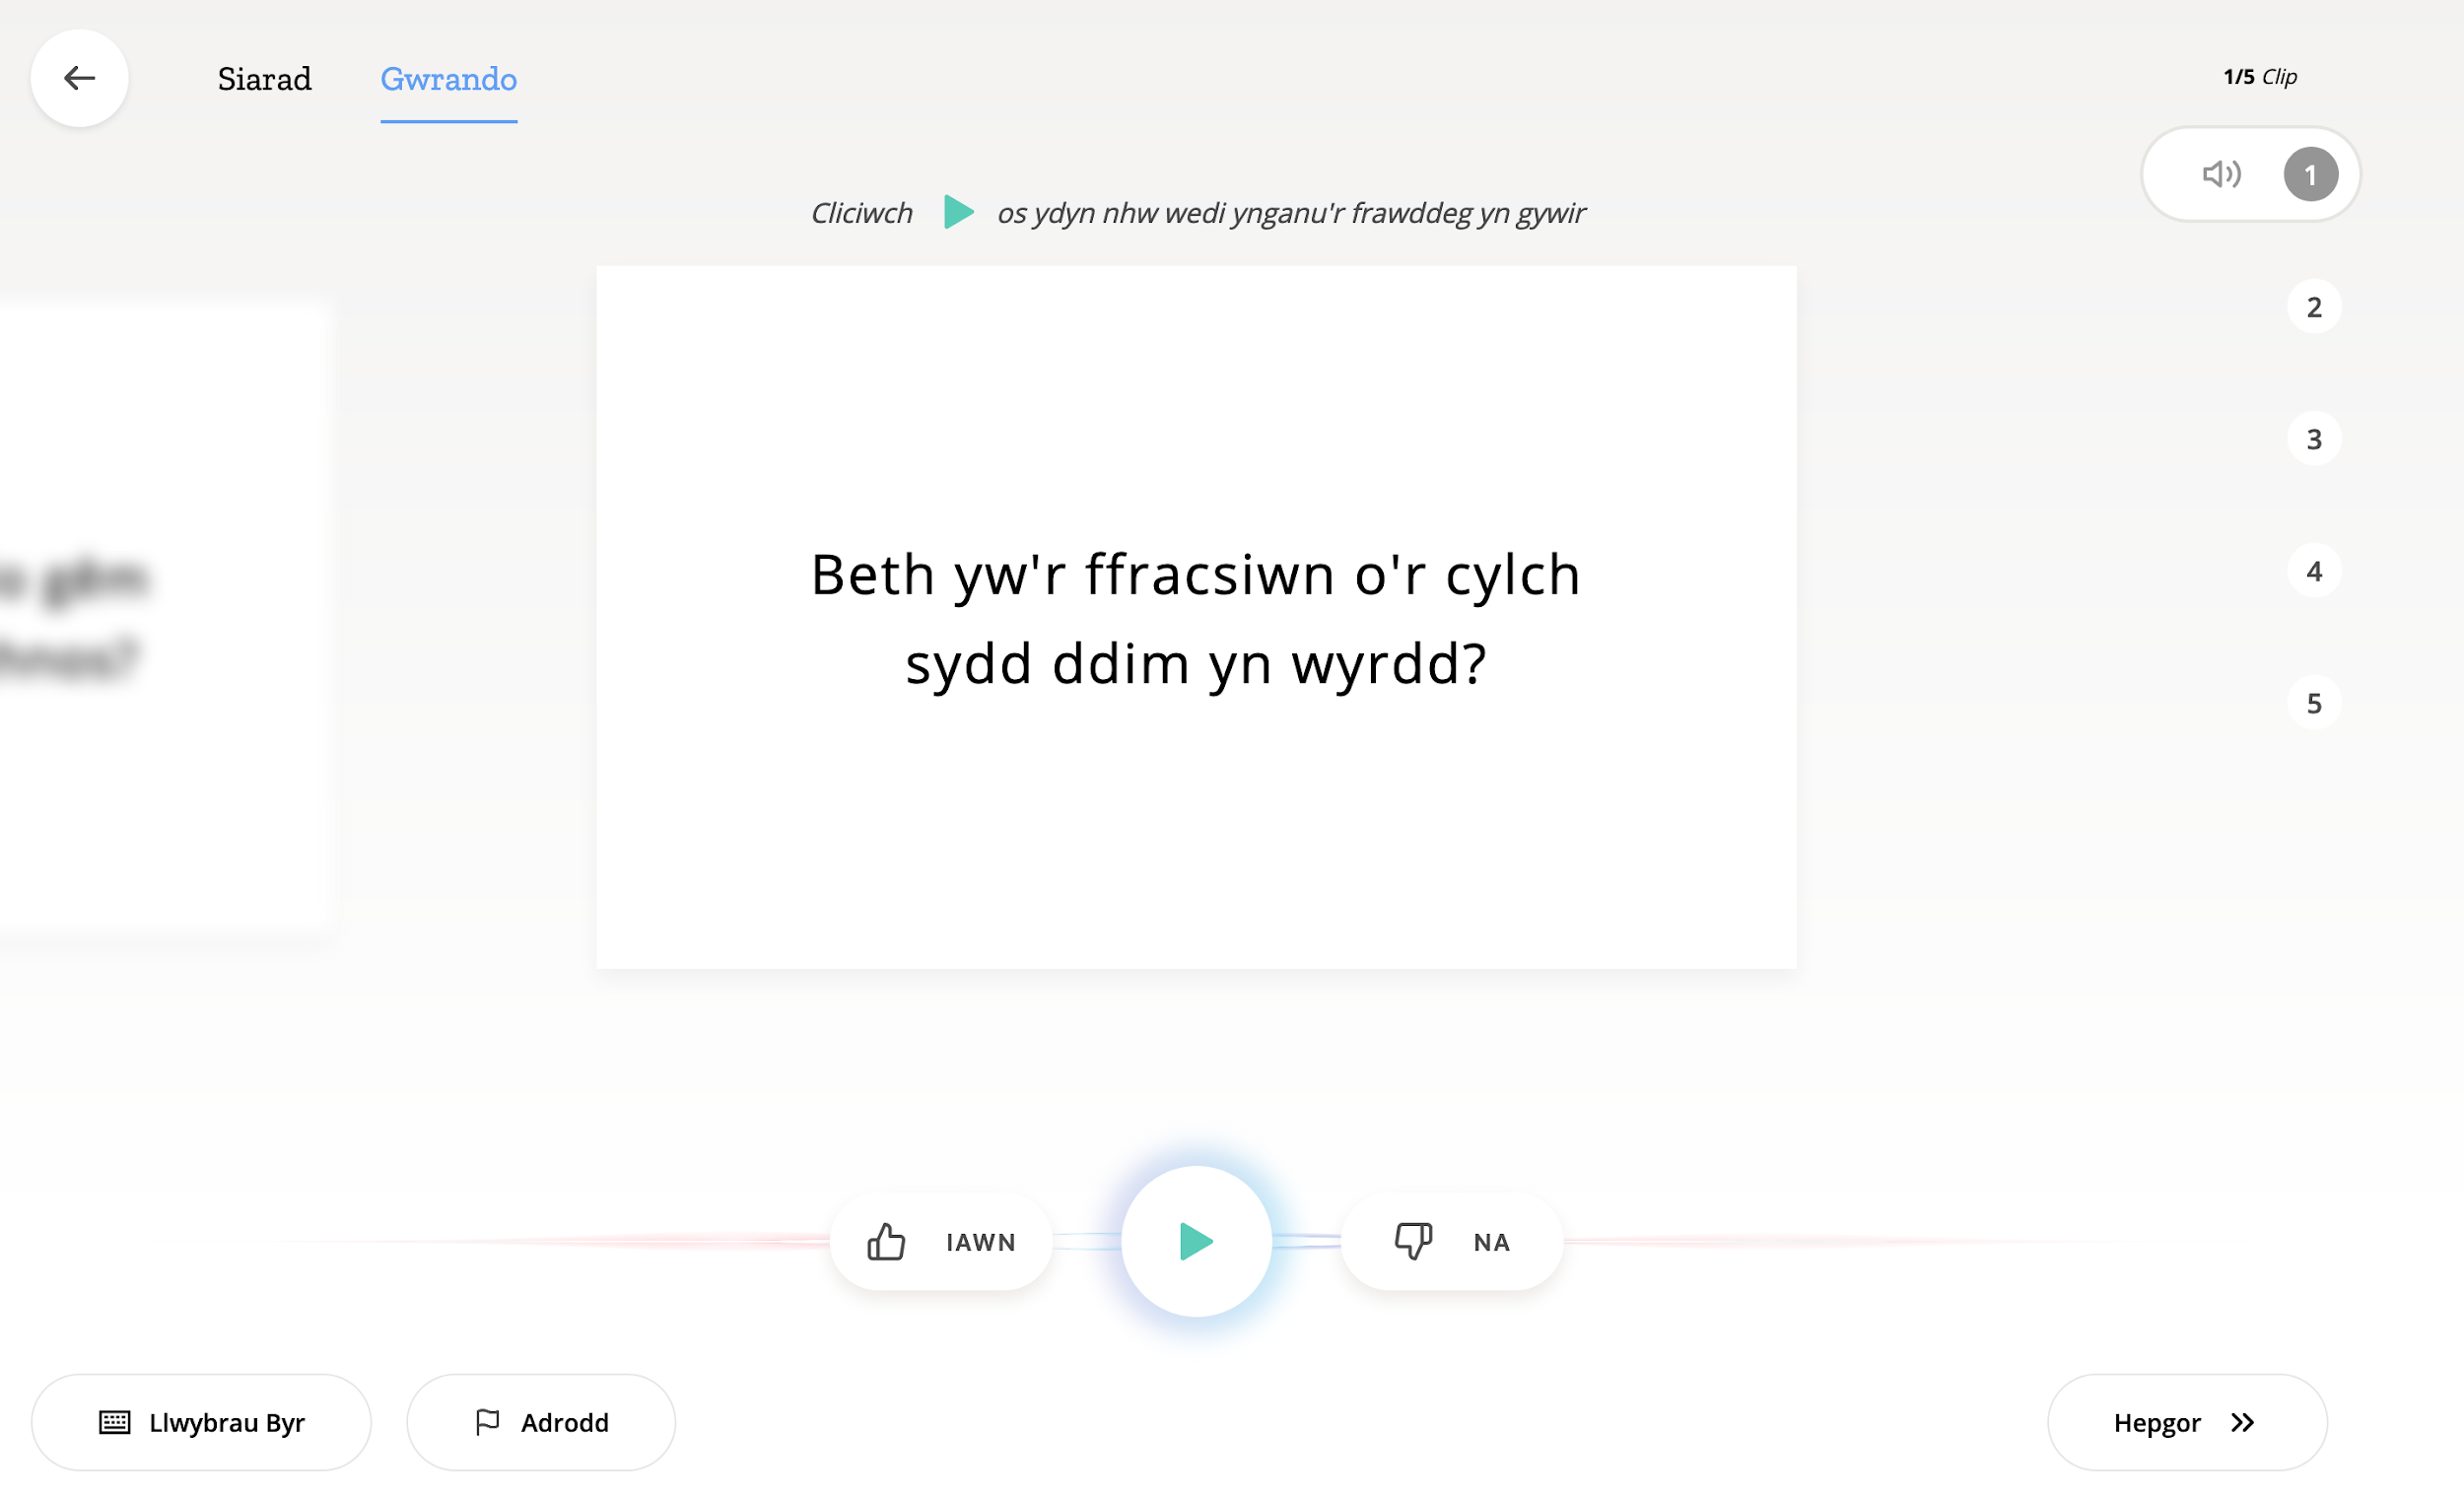 Siarad Gwrando
1/5 Clip
1
Cliciwch os ydyn nhw wedi ynganu'r frawddeg yn gywir
2
3
4
5
gêm
Beth yw'r ffracsiwn o'r cylch
sydd ddim yn wyrdd?
IAWN
NA
Llwybrau Byr
Adrodd
Hepgor